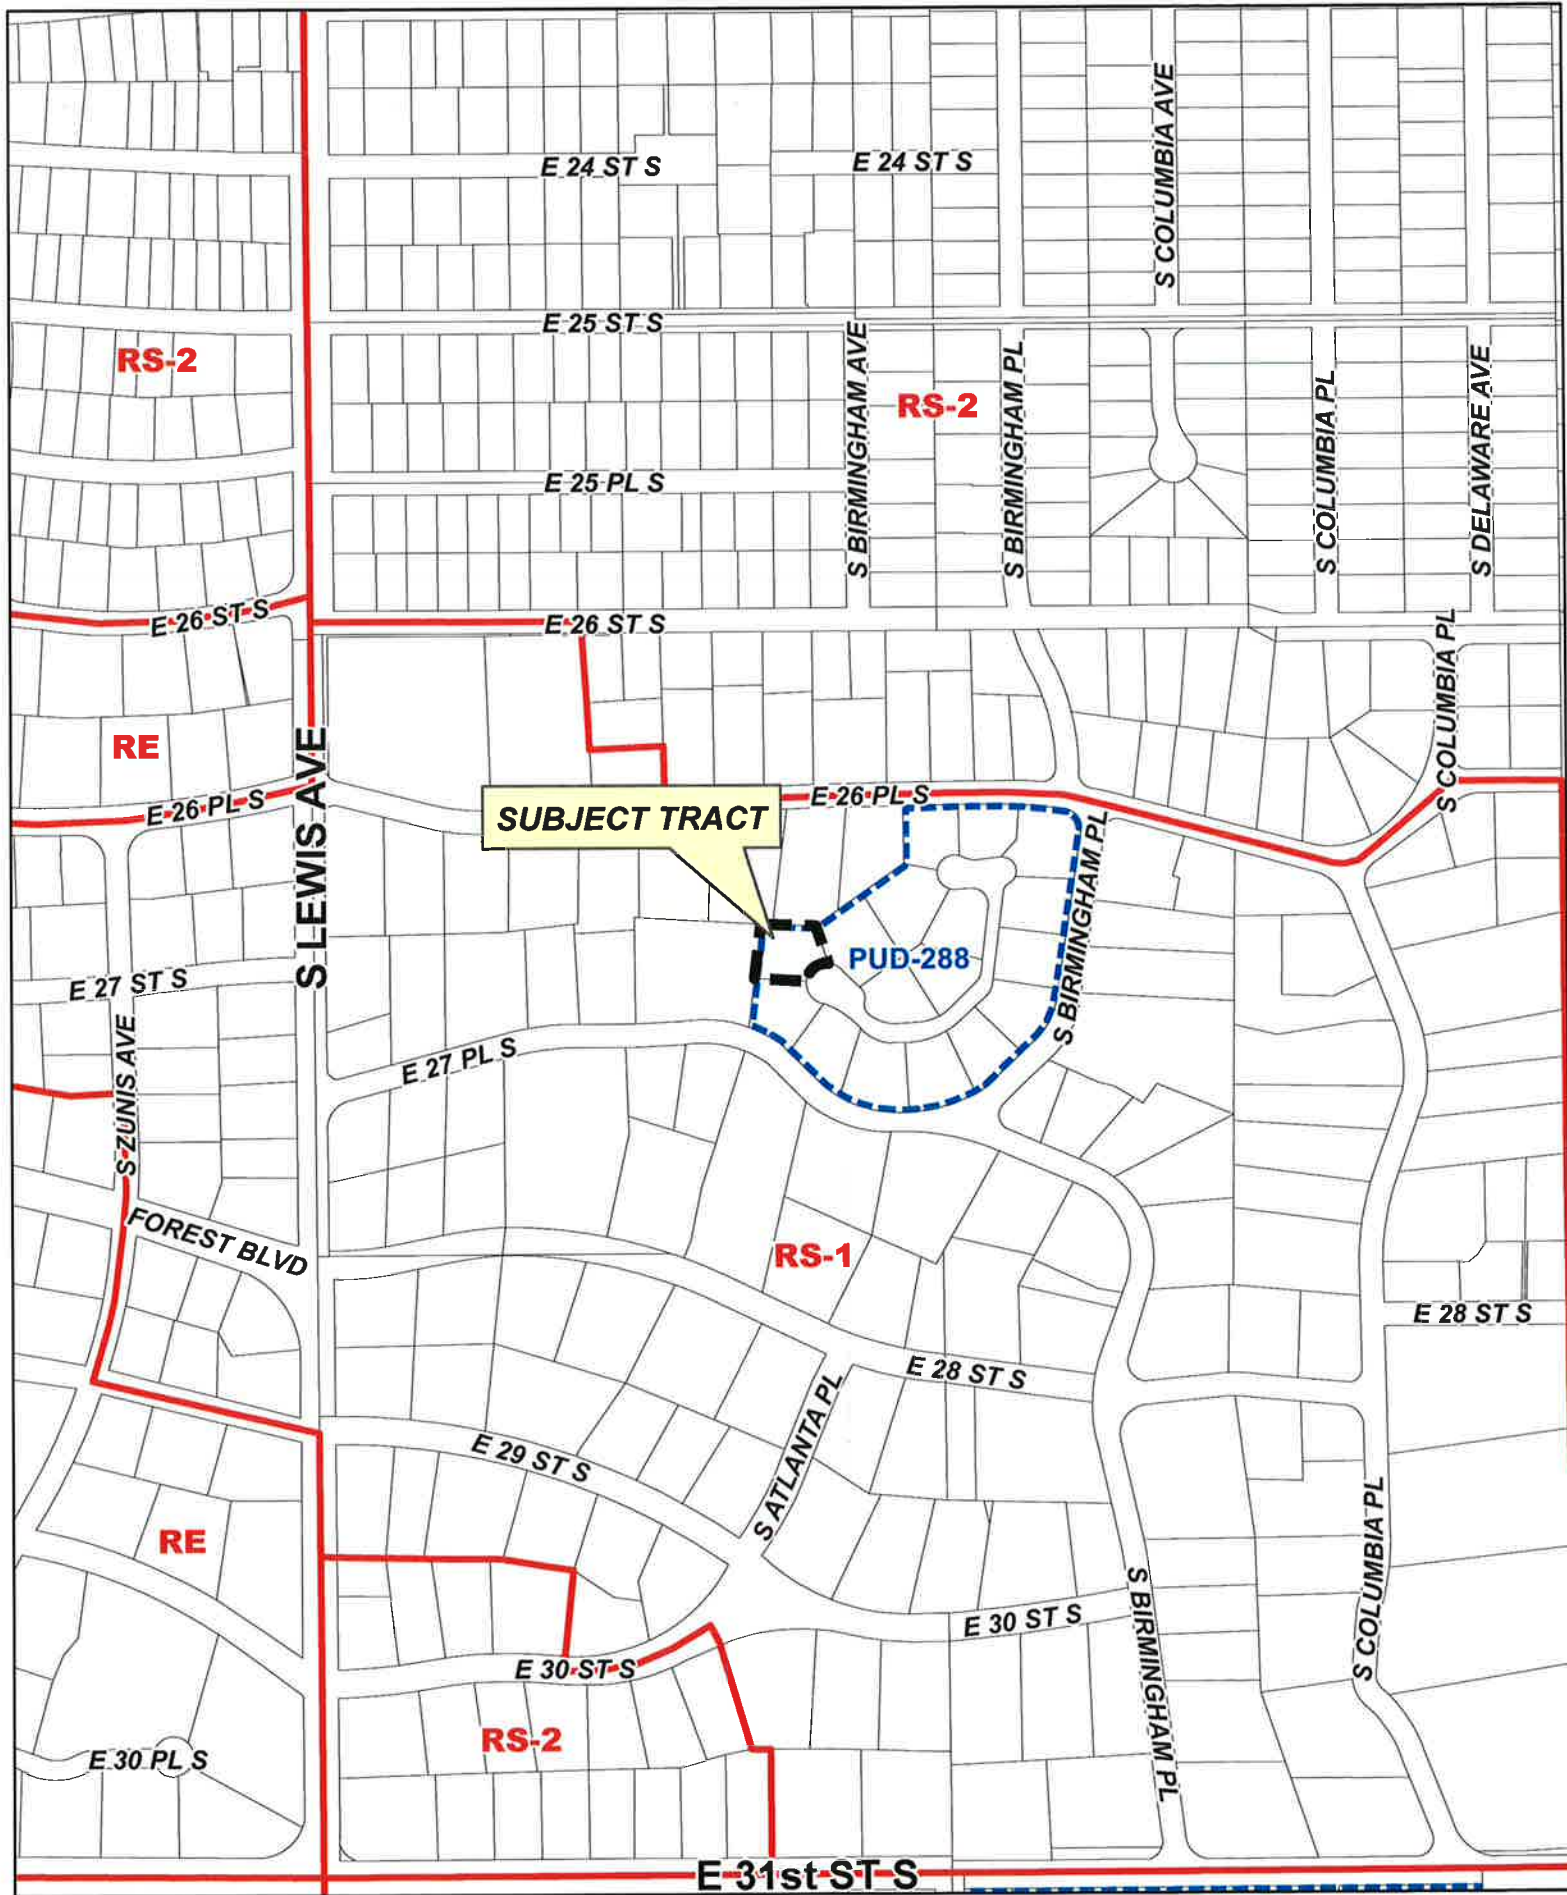 E 24 ST S
E 24 ST S
S COLUMBIA AVE
E 25 ST S
RS-2
RS-2
S BIRMINGHAM AVE
S BIRMINGHAM PL
S COLUMBIA PL
S DELAWARE AVE
E 25 PL S
E 26 ST S
E 26 ST S
S COLUMBIA PL
RE
S LEWIS AVE
E 26 PL S
E 26 PL S
SUBJECT TRACT
S BIRMINGHAM PL
PUD-288
E 27 ST S
S ZUNIS AVE
E 27 PL S
FOREST BLVD
RS-1
E 28 ST S
E 28 ST S
S ATLANTA PL
E 29 ST S
RE
S BIRMINGHAM PL
S COLUMBIA PL
E 30 ST S
E 30 ST S
RS-2
E 30 PL S
E 31st ST S